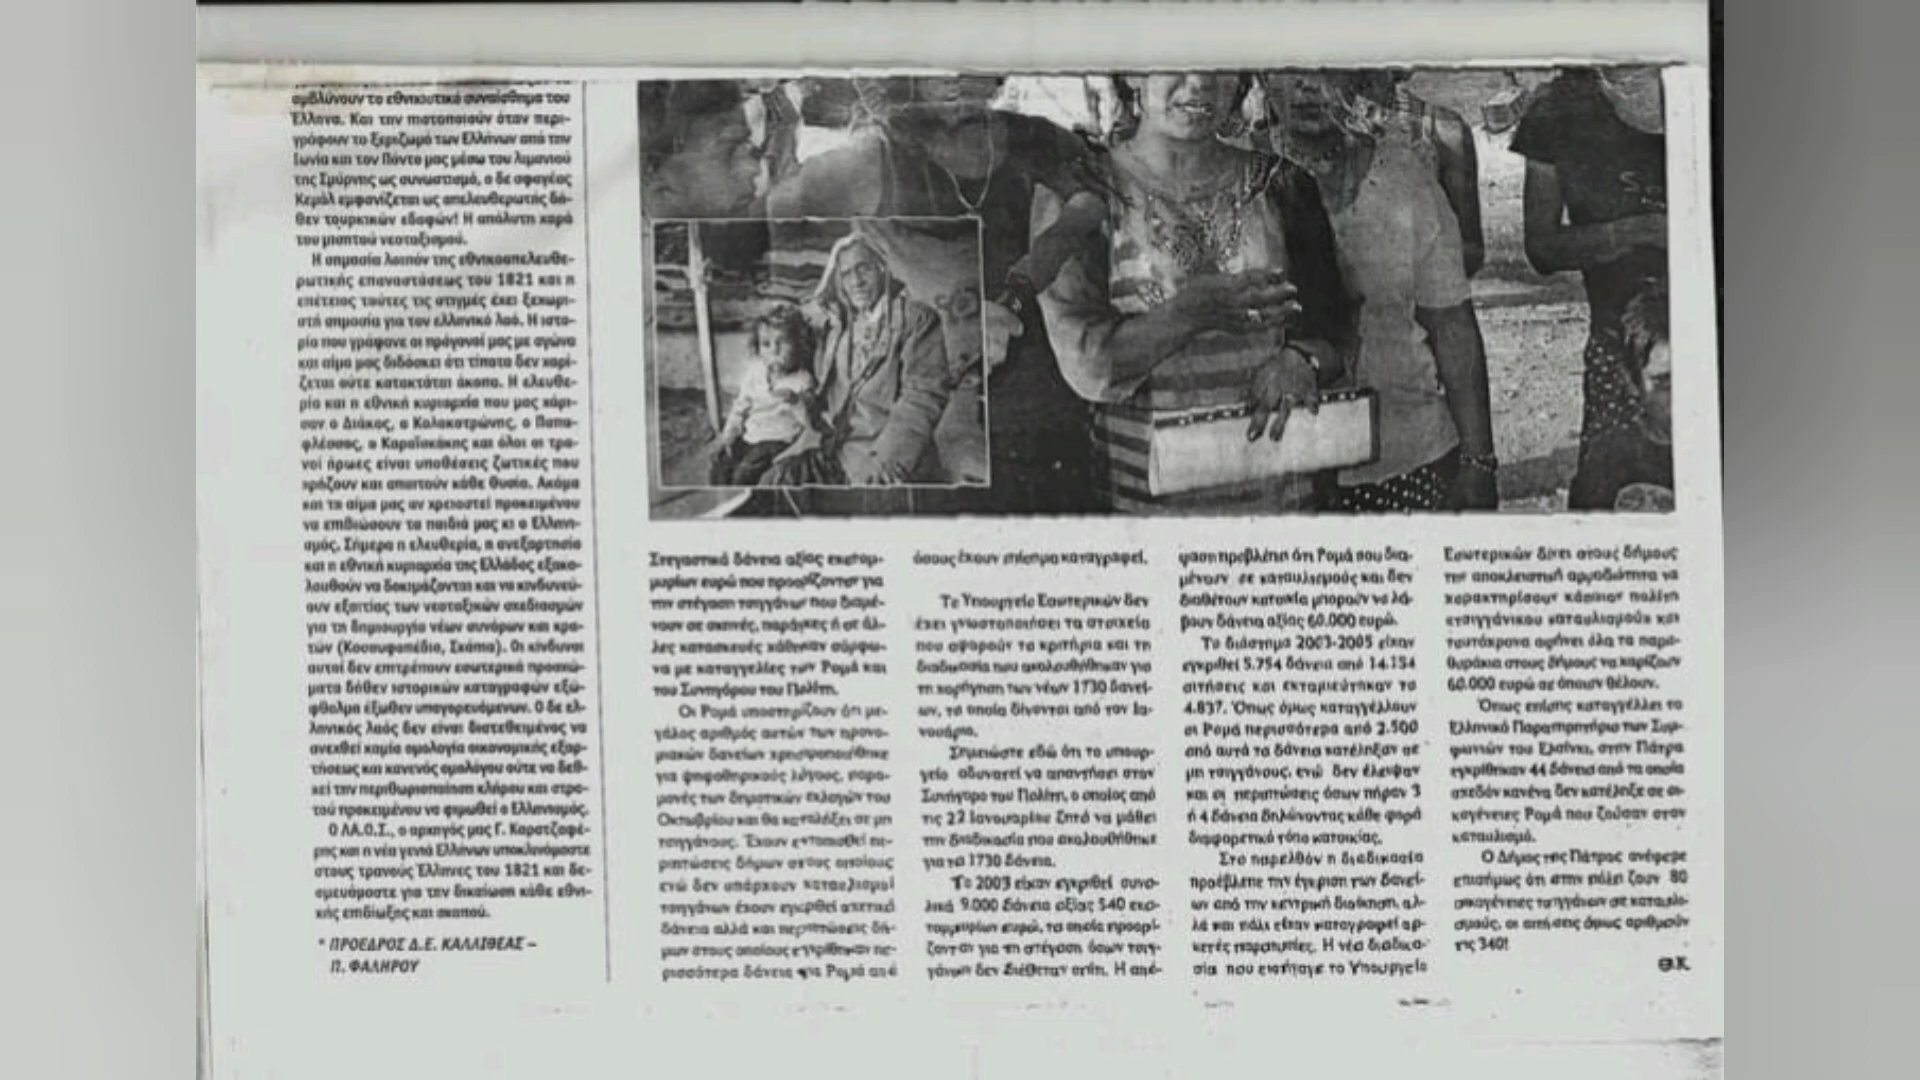 αμβλύνουν το εθνικιστικό συναίσθημα του
Έλληνα. Και την πιστοποιούν όταν περι-
γράφουν το ξεριζωμό των Ελλήνων από την
Ιωνία και τον Πόντο μας μέσω του λιμανιού
της Σμύρνης ως συνωστισμό, ο δε σφαγέας
Κεμάλ εμφανίζεται ως απελευθερωτής δή-
θεν τουρκικών εδαφών! Η απόλυτη χαρά
του μισητού νεοταξισμού.
Η σημασία λοιπόν της εθνικοαπελευθε-
ρωτικής επαναστάσεως του 1821 και η
επέτειος τούτες τις στιγμές έχει ξεχωρι-
στή σημασία για τον ελληνικό λαό. Η ιστο-
ρία που γράψανε οι πρόγονοί μας με αγώνα
και αίμα μας διδάσκει ότι τίποτα δεν χαρί-
ζεται ούτε κατακτάται άκοπα. Η ελευθε-
ρία και η εθνική κυριαρχία που μας χάρι-
σαν ο Διάκος, ο Κολοκοτρώνης, ο Παπα-
φλέσσας, ο Καραϊσκάκης και όλοι οι τρα-
νοί ήρωες είναι υποθέσεις ζωτικές που
χρήζουν και απαιτούν κάθε θυσία. Ακόμα
και το αίμα μας αν χρειαστεί προκειμένου
να επιβιώσουν τα παιδιά μας κι ο Ελληνι-
σμός. Σήμερα η ελευθερία, η ανεξαρτησία
και η εθνική κυριαρχία της Ελλάδος εξακο-
λουθούν να δοκιμάζονται και να κινδυνεύ-
ουν εξαιτίας των νεοταξικών σχεδιασμών
για τη δημιουργία νέων συνόρων και κρα-
τών (Κοσσυφοπέδιο, Σκόπια). Οι κίνδυνοι
αυτοί δεν επιτρέπουν εσωτερικά προσκώ-
ματα δήθεν ιστορικών καταγραφών εξώ-
φθαλμα έξωθεν υπαγορευόμενων. Ο δε ελ-
ληνικός λαός δεν είναι διατεθειμένος να
ανεχθεί καμία ομολογία οικονομικής εξαρ-
τήσεως και κανενός ομολόγου ούτε να δεθ-
χεί την περιθωριοποίηση κλήρου και στρα-
τού προκειμένου να φιμωθεί ο Ελληνισμός.
Ο ΛΑ.Ο.Σ., ο αρχηγός μας Γ. Καρατζαφέ-
ρης και η νέα γενιά Ελλήνων υποκλινόμαστε
στους τρανούς Έλληνες του 1821 και δε-
σμευόμαστε για την δικαίωση κάθε εθνι-
κής επιδίωξης και σκοπού.
* ΠΡΟΕΔΡΟΣ Δ.Ε. ΚΑΛΛΙΘΕΑΣ –
Π. ΦΑΛΗΡΟΥ
Στεγαστικά δάνεια αξίας εκατομ-
μυρίων ευρώ που προορίζονταν για
την στέγαση τσιγγάνων που διαμέ-
νουν σε σκηνές, παράγκες ή σε άλ-
λες κατασκευές χάθηκαν σύμφω-
να με καταγγελίες των Ρομά και
του Συνηγόρου του Πολίτη.
Οι Ρομά υποστηρίζουν ότι με-
γάλος αριθμός αυτών των προνο-
μιακών δανείων χρησιμοποιήθηκε
για ψηφοθηρικούς λόγους, παρα-
μονές των δημοτικών εκλογών του
Οκτωβρίου και θα καταλήξει σε μη
τσιγγάνους. Έχουν εντοπισθεί πε-
ριπτώσεις δήμων στους οποίους
ενώ δεν υπάρχουν καταυλισμοί
τσιγγάνων έχουν εγκριθεί σχετικά
δάνεια αλλά και περιπτώσεις δή-
μων στους οποίους εγκρίθηκαν πε-
ρισσότερα δάνεια για Ρομά από
όσους έχουν επίσημα καταγραφεί.
Το Υπουργείο Εσωτερικών δεν
έχει γνωστοποιήσει τα στοιχεία
που αφορούν τα κριτήρια και τη
διαδικασία που ακολουθήθηκαν για
τη χορήγηση των νέων 1730 δανεί-
ων, τα οποία δίνονται από τον Ια-
νουάριο.
Σημειώστε εδώ ότι το υπουρ-
γείο αδυνατεί να απαντήσει στον
Συνήγορο του Πολίτη, ο οποίος από
τις 22 Ιανουαρίου ζητά να μάθει
την διαδικασία που ακολουθήθηκε
για τα 1730 δάνεια.
Το 2003 είχαν εγκριθεί συνο-
λικά 9.000 δάνεια αξίας 540 εκα-
τομμυρίων ευρώ, τα οποία προορί-
ζονταν για τη στέγαση όσων τσιγ-
γάνων δεν διέθεταν σπίτι. Η από-
φαση προβλέπει ότι Ρομά που δια-
μένουν σε καταυλισμούς και δεν
διαθέτουν κατοικία μπορούν να λά-
βουν δάνεια αξίας 60.000 ευρώ.
Το διάστημα 2003-2005 είχαν
εγκριθεί 5.754 δάνεια από 14.154
αιτήσεις και εκταμιεύτηκαν τα
4.837. Όπως όμως καταγγέλλουν
οι Ρομά περισσότερα από 2.500
από αυτά τα δάνεια κατέληξαν σε
μη τσιγγάνους, ενώ δεν έλειψαν
και οι περιπτώσεις όσων πήραν 3
ή 4 δάνεια δηλώνοντας κάθε φορά
διαφορετικό τόπο κατοικίας.
Στο παρελθόν η διαδικασία
προέβλεπε την έγκριση των δανεί-
ων από την κεντρική διοίκηση, αλ-
λά και πάλι είχαν καταγραφεί αρ-
κετές παρατυπίες. Η νέα διαδικα-
σία που εισήγαγε το Υπουργείο
Εσωτερικών δίνει στους δήμους
την αποκλειστική αρμοδιότητα να
χαρακτηρίσουν κάποιον πολίτη
«τσιγγάνικου καταυλισμού» και
ταυτόχρονα αφήνει όλα τα παρα-
θυράκια στους δήμους να χαρίζουν
60.000 ευρώ σε όποιον θέλουν.
Όπως επίσης καταγγέλλει το
Ελληνικό Παρατηρητήριο των Συμ-
φωνιών του Ελσίνκι, στην Πάτρα
εγκρίθηκαν 44 δάνεια από τα οποία
σχεδόν κανένα δεν κατέληξε σε οι-
κογένειες Ρομά που ζούσαν στον
καταυλισμό.
Ο Δήμος της Πάτρας ανέφερε
επισήμως ότι στην πόλη ζουν 80
οικογένειες τσιγγάνων σε καταυλι-
σμούς, οι αιτήσεις όμως αριθμούν
τις 340!
Θ.Κ.